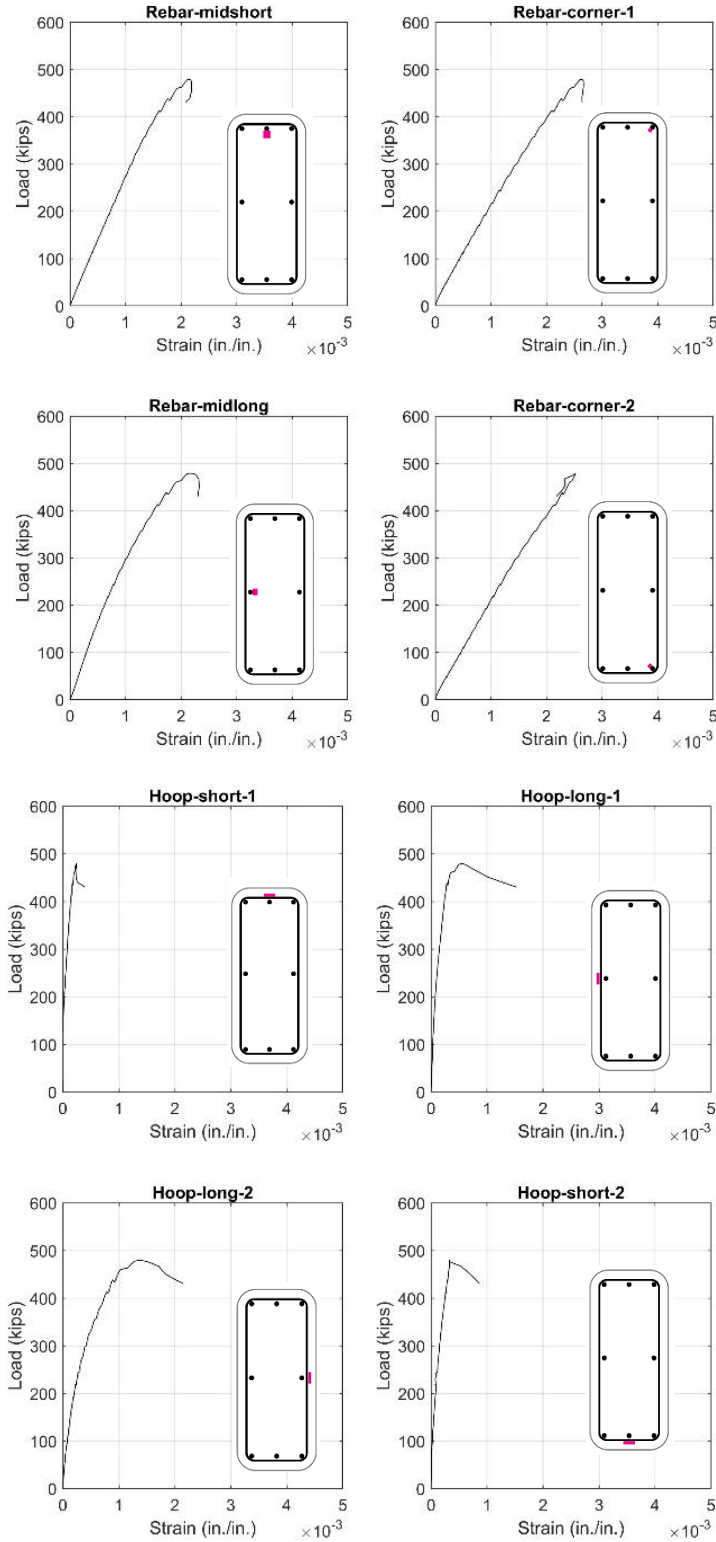 Rebar-midshort
600
500
400
300
200
100
0
Load (kips)
0 1 2 3 4 5
Strain (in./in.) ×10-3
Rebar-corner-1
600
500
400
300
200
100
0
Load (kips)
0 1 2 3 4 5
Strain (in./in.) ×10-3
Rebar-midlong
600
500
400
300
200
100
0
Load (kips)
0 1 2 3 4 5
Strain (in./in.) ×10-3
Rebar-corner-2
600
500
400
300
200
100
0
Load (kips)
0 1 2 3 4 5
Strain (in./in.) ×10-3
Hoop-short-1
600
500
400
300
200
100
0
Load (kips)
0 1 2 3 4 5
Strain (in./in.) ×10-3
Hoop-long-1
600
500
400
300
200
100
0
Load (kips)
0 1 2 3 4 5
Strain (in./in.) ×10-3
Hoop-long-2
600
500
400
300
200
100
0
Load (kips)
0 1 2 3 4 5
Strain (in./in.) ×10-3
Hoop-short-2
600
500
400
300
200
100
0
Load (kips)
0 1 2 3 4 5
Strain (in./in.) ×10-3